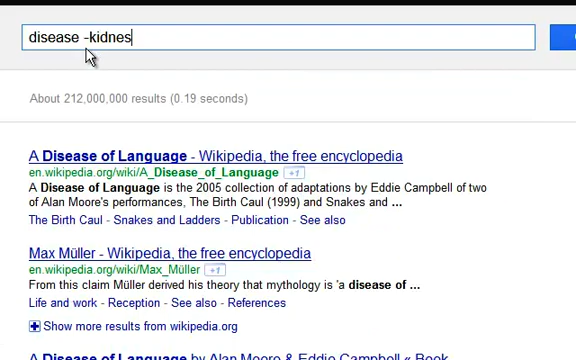 disease -kidnes
About 212,000,000 results (0.19 seconds)
A Disease of Language - Wikipedia, the free encyclopedia
en.wikipedia.org/wiki/A_Disease_of_Language +1
A Disease of Language is the 2005 collection of adaptations by Eddie Campbell of two
of Alan Moore's performances, The Birth Caul (1999) and Snakes and ...
The Birth Caul - Snakes and Ladders - Publication - See also
Max Müller - Wikipedia, the free encyclopedia
en.wikipedia.org/wiki/Max_Müller +1
From this claim Müller derived his theory that mythology is 'a disease of ...
Life and work - Reception - See also - References
Show more results from wikipedia.org
A Disease of Language by Alan Moore & Eddie Campbell « Book